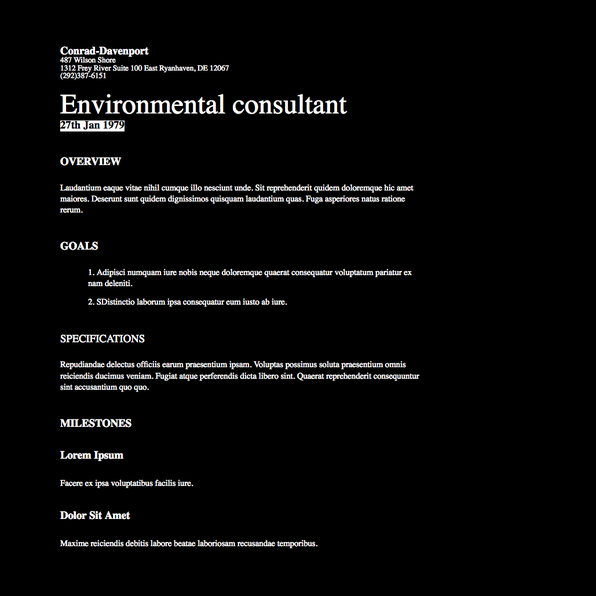 Conrad-Davenport
487 Wilson Shore
1312 Frey River Suite 100 East Ryanhaven, DE 12067
(292)387-6151
Environmental consultant
27th Jan 1979
OVERVIEW
Laudantium eaque vitae nihil cumque illo nesciunt unde. Sit reprehenderit quidem doloremque hic amet
maiores. Deserunt sunt quidem dignissimos quisquam laudantium quas. Fuga asperiores natus ratione
rerum.
GOALS
1. Adipisci numquam iure nobis neque doloremque quaerat consequatur voluptatum pariatur ex
nam deleniti.
2. SDistinctio laborum ipsa consequatur eum iusto ab iure.
SPECIFICATIONS
Repudiandae delectus officiis earum praesentium ipsam. Voluptas possimus soluta praesentium omnis
reiciendis ducimus veniam. Fugiat atque perferendis dicta libero sint. Quaerat reprehenderit consequuntur
sint accusantium quo quo.
MILESTONES
Lorem Ipsum
Facere ex ipsa voluptatibus facilis iure.
Dolor Sit Amet
Maxime reiciendis debitis labore beatae laboriosam recusandae temporibus.